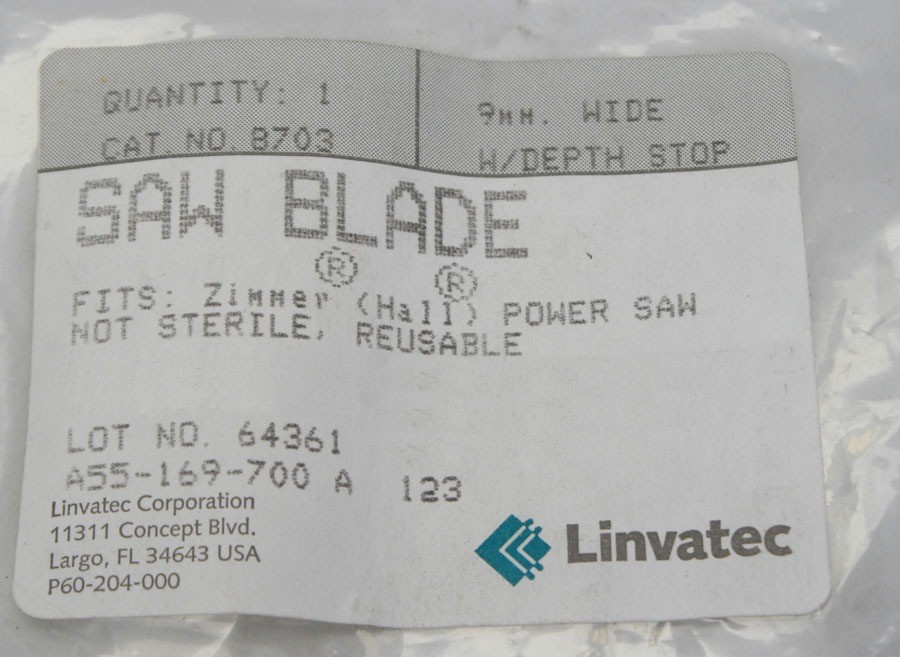 QUANTITY: 1
CAT. NO. 8703
9mm. WIDE
W/DEPTH STOP
SAW BLADE
FITS: Zimmer® (Hall)® POWER SAW
NOT STERILE, REUSABLE
LOT NO. 64361
A55-169-700 A 123
Linvatec Corporation
11311 Concept Blvd.
Largo, FL 34643 USA
P60-204-000
Linvatec